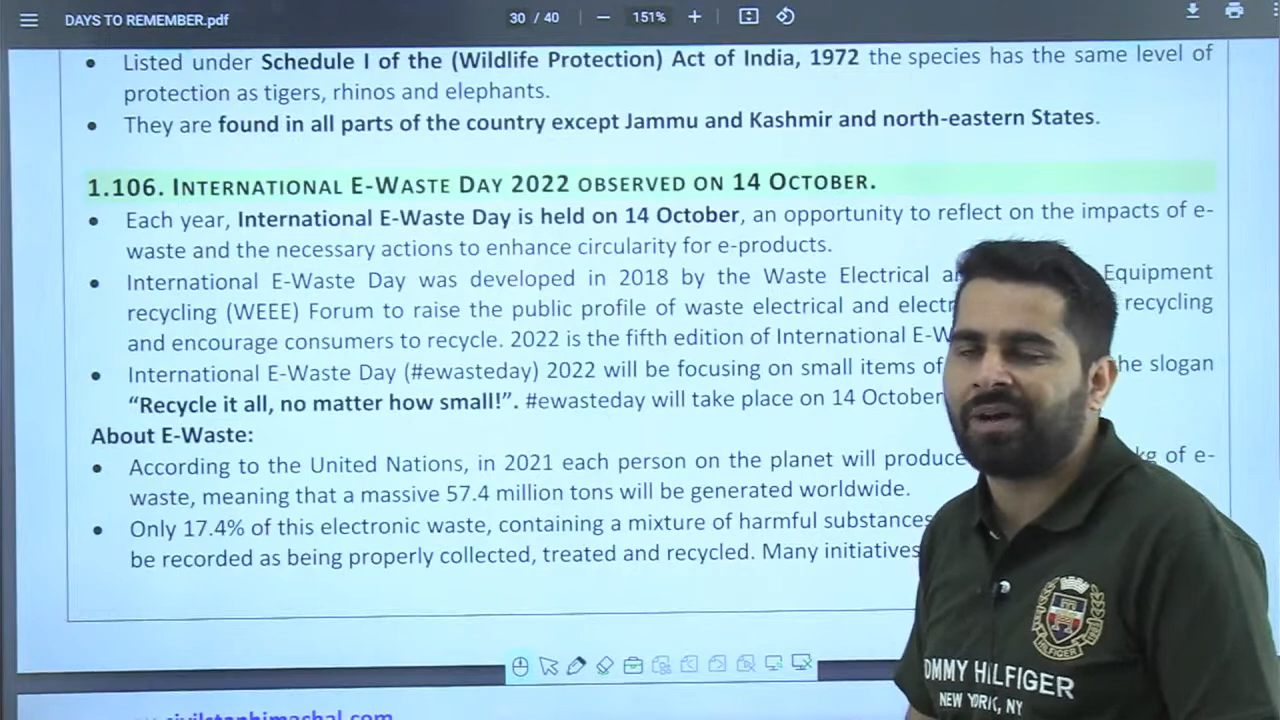 DAYS TO REMEMBER.pdf
30 / 40
151%
Listed under Schedule I of the (Wildlife Protection) Act of India, 1972 the species has the same level of
protection as tigers, rhinos and elephants.
They are found in all parts of the country except Jammu and Kashmir and north-eastern States.
1.106. INTERNATIONAL E-WASTE DAY 2022 OBSERVED ON 14 OCTOBER.
Each year, International E-Waste Day is held on 14 October, an opportunity to reflect on the impacts of e-
waste and the necessary actions to enhance circularity for e-products.
International E-Waste Day was developed in 2018 by the Waste Electrical Equipment
recycling (WEEE) Forum to raise the public profile of waste electrical and recycling
and encourage consumers to recycle. 2022 is the fifth edition of International
International E-Waste Day (#ewasteday) 2022 will be focusing on small items of slogan
“Recycle it all, no matter how small!”. #ewasteday will take place on 14 October
About E-Waste:
According to the United Nations, in 2021 each person on the planet will produce kg of e-
waste, meaning that a massive 57.4 million tons will be generated worldwide.
Only 17.4% of this electronic waste, containing a mixture of harmful substances
be recorded as being properly collected, treated and recycled. Many initiatives
HILFIGER
OMMY HILFIGER
NEW YORK, NY